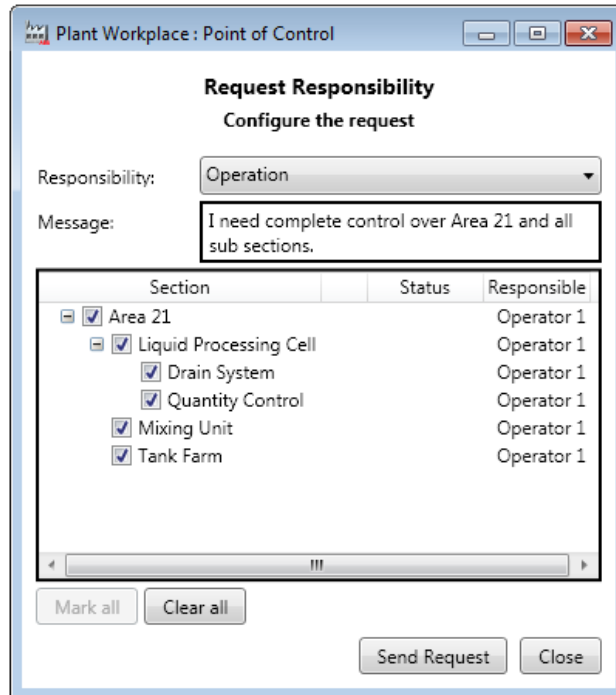 Plant Workplace : Point of Control
Request Responsibility
Configure the request
Responsibility: Operation
Message: I need complete control over Area 21 and all
sub sections.
Section Status Responsible
Area 21 Operator 1
Liquid Processing Cell Operator 1
Drain System Operator 1
Quantity Control Operator 1
Mixing Unit Operator 1
Tank Farm Operator 1
Mark all Clear all
Send Request Close